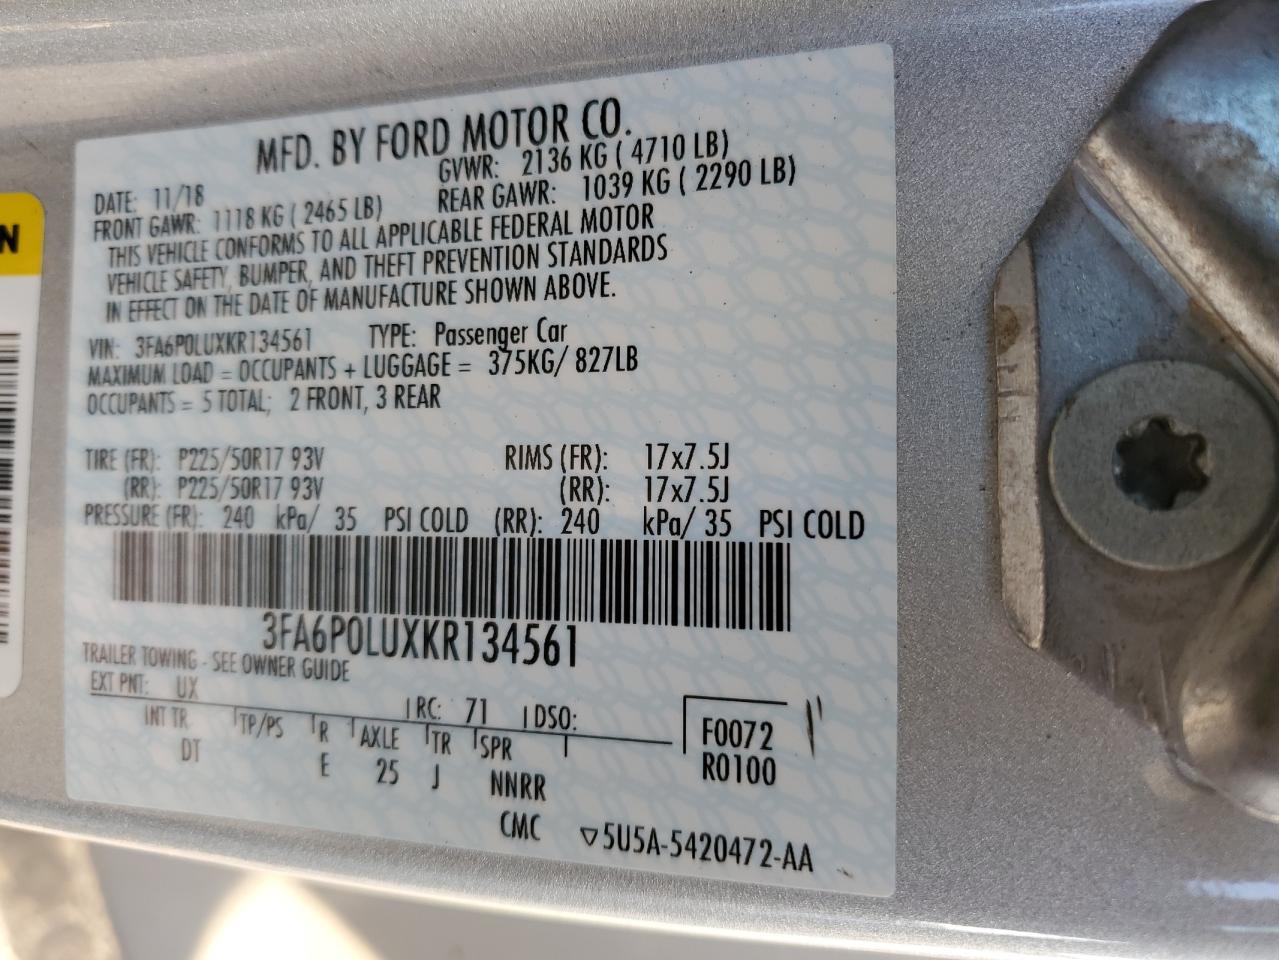 MFD. BY FORD MOTOR CO.
DATE: 11/18 GVWR: 2136 KG ( 4710 LB)
FRONT GAWR: 1118 KG ( 2465 LB) REAR GAWR: 1039 KG ( 2290 LB)
THIS VEHICLE CONFORMS TO ALL APPLICABLE FEDERAL MOTOR
VEHICLE SAFETY, BUMPER, AND THEFT PREVENTION STANDARDS
IN EFFECT ON THE DATE OF MANUFACTURE SHOWN ABOVE.
VIN: 3FA6P0LUXKR134561 TYPE: Passenger Car
MAXIMUM LOAD = OCCUPANTS + LUGGAGE = 375KG/ 827LB
OCCUPANTS = 5 TOTAL; 2 FRONT, 3 REAR
TIRE (FR): P225/50R17 93V RIMS (FR): 17x7.5J
(RR): P225/50R17 93V (RR): 17x7.5J
PRESSURE (FR): 240 kPa/ 35 PSI COLD (RR): 240 kPa/ 35 PSI COLD
3FA6P0LUXKR134561
TRAILER TOWING - SEE OWNER GUIDE
EXT PNT: UX RC: 71 DSO:
INT TR TP/PS R AXLE TR SPR F0072
DT E 25 J NNRR R0100
CMC ▽5U5A-5420472-AA
N